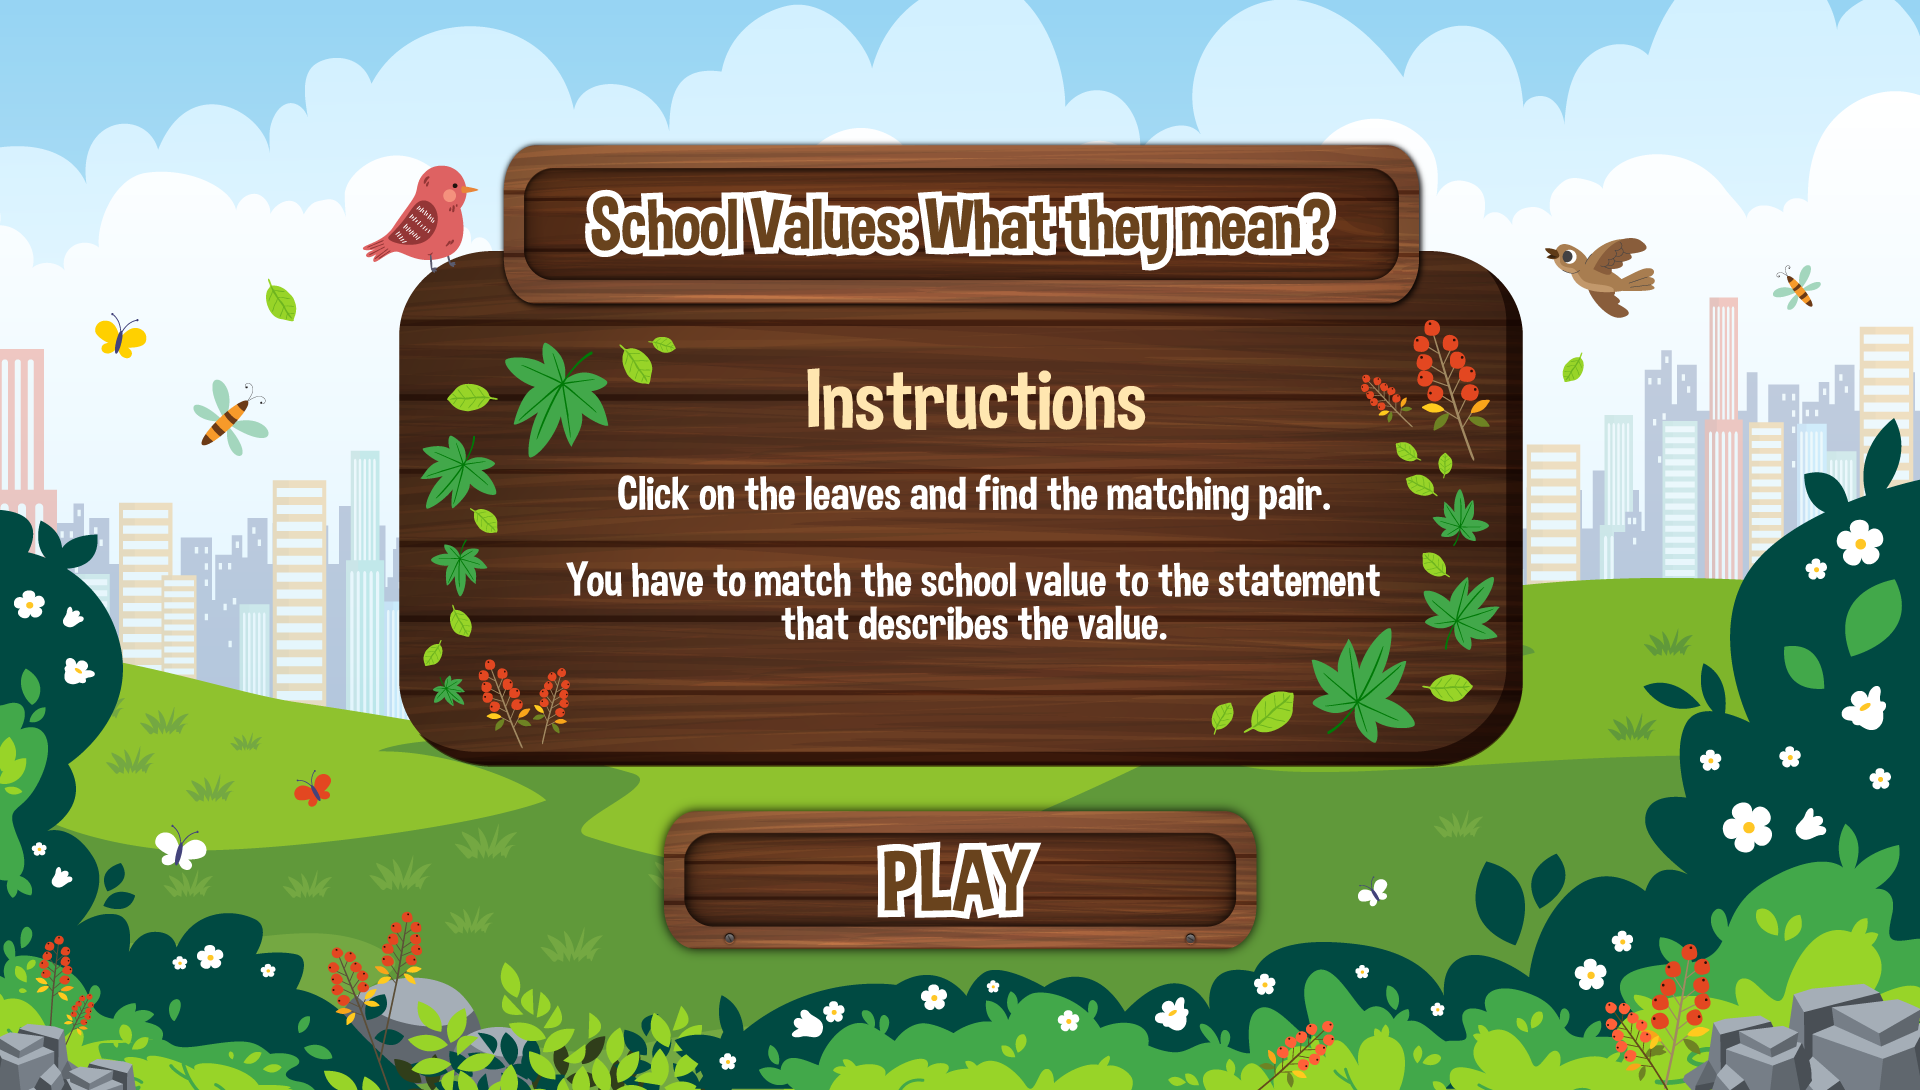 School Values: What they mean?
Instructions
Click on the leaves and find the matching pair.
You have to match the school value to the statement
that describes the value.
PLAY